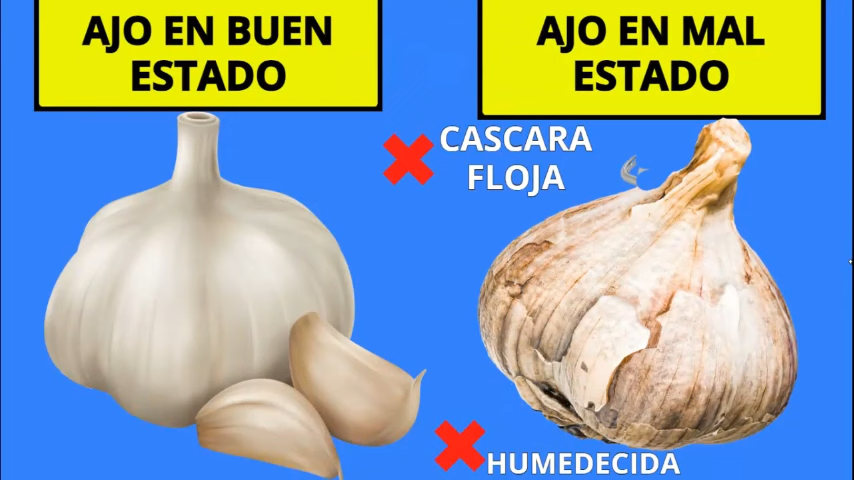 AJO EN BUEN
ESTADO
AJO EN MAL
ESTADO
CASCARA
FLOJA
HUMEDECIDA